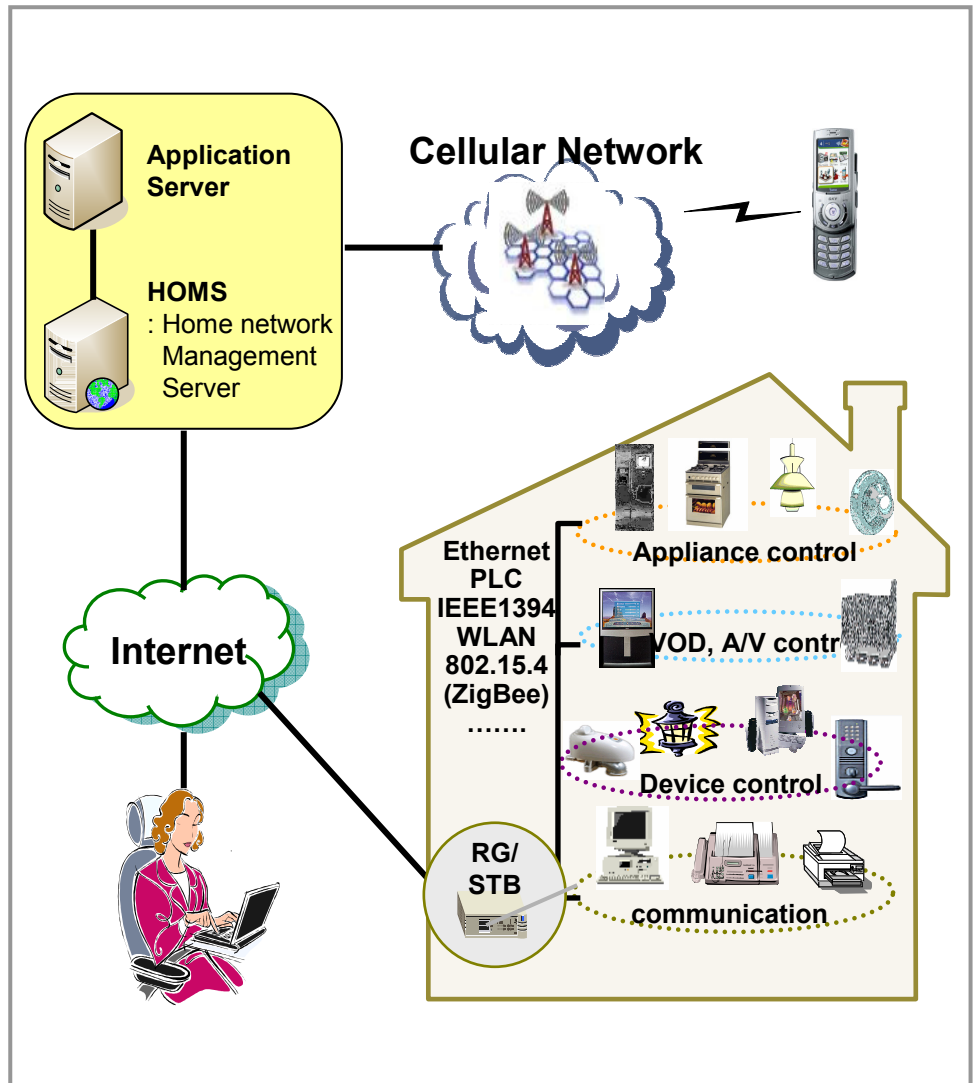 Application
Server
HOMS
: Home network
Management
Server
Cellular Network
Internet
Ethernet
PLC
IEEE1394
WLAN
802.15.4
(ZigBee)
.......
Appliance control
VOD, A/V contr
Device control
RG/
STB
communication